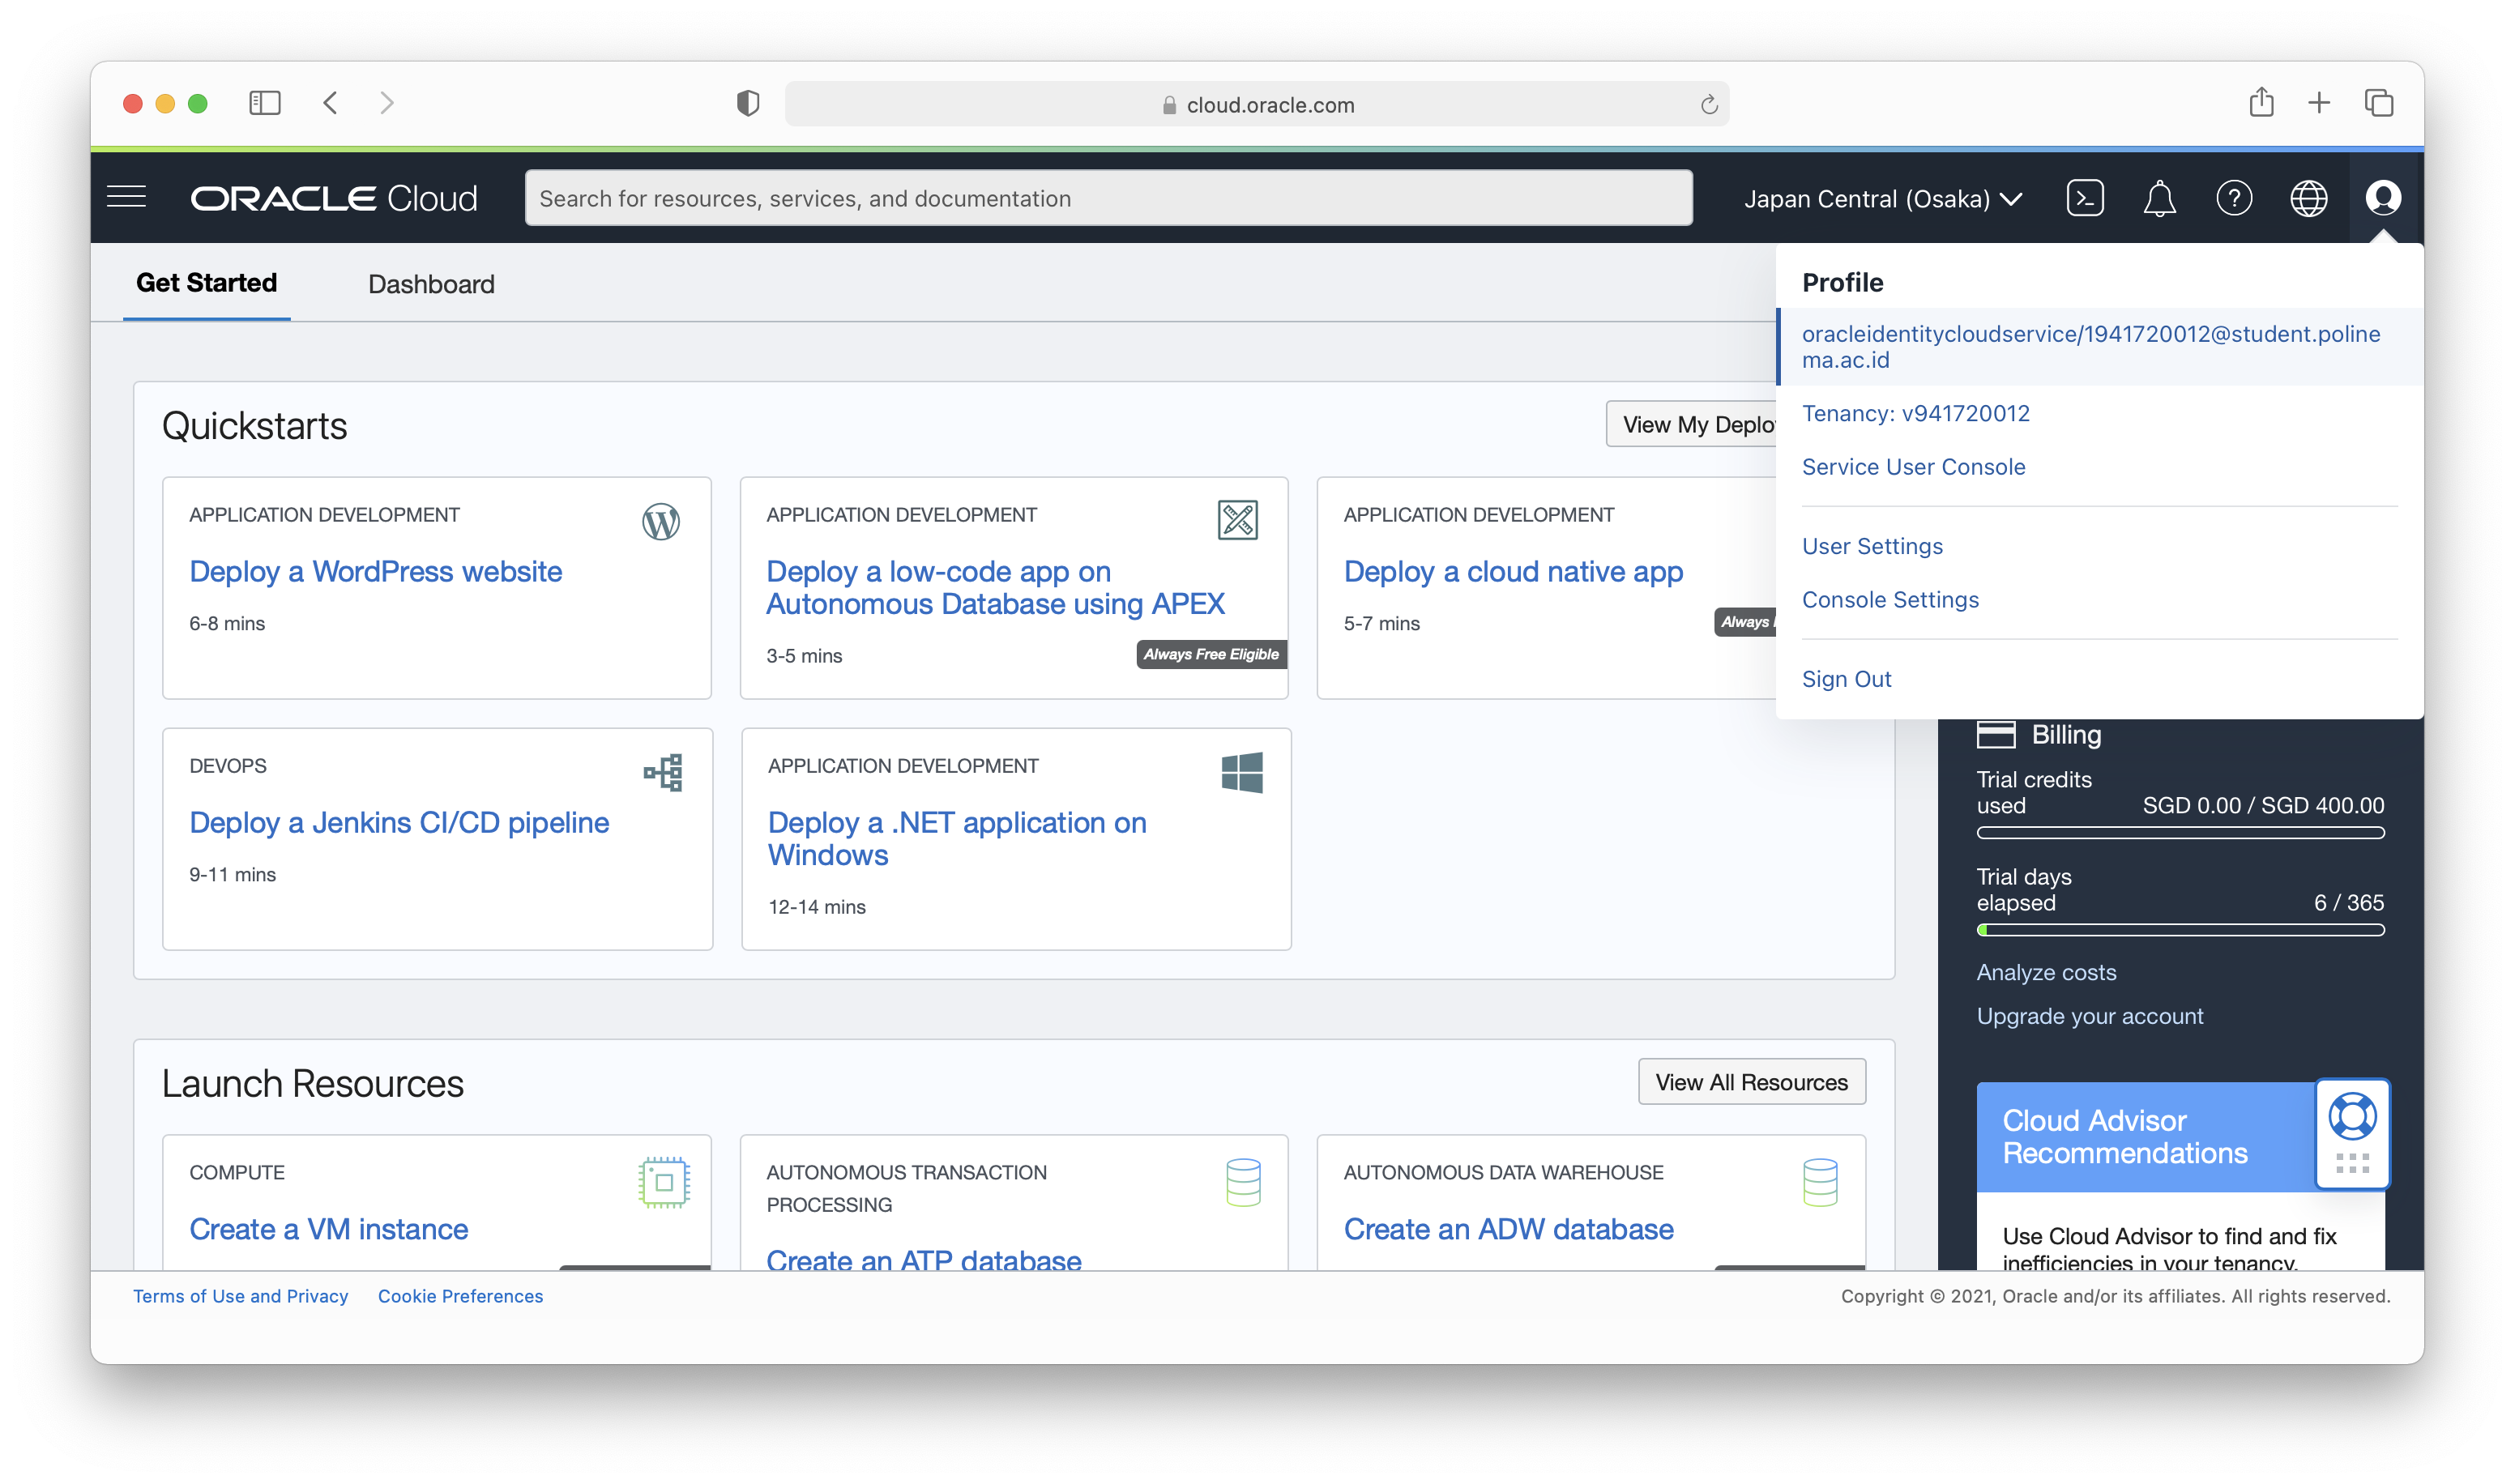 cloud.oracle.com
ORACLE Cloud
Search for resources, services, and documentation
Japan Central (Osaka)
Get Started
Dashboard
Profile
oracleidentitycloudservice/1941720012@student.poline
ma.ac.id
Tenancy: v941720012
Service User Console
User Settings
Console Settings
Sign Out
Quickstarts
View My Deplo
APPLICATION DEVELOPMENT
Deploy a WordPress website
6-8 mins
APPLICATION DEVELOPMENT
Deploy a low-code app on
Autonomous Database using APEX
3-5 mins
Always Free Eligible
APPLICATION DEVELOPMENT
Deploy a cloud native app
5-7 mins
Always
DEVOPS
Deploy a Jenkins CI/CD pipeline
9-11 mins
APPLICATION DEVELOPMENT
Deploy a .NET application on
Windows
12-14 mins
Billing
Trial credits
used SGD 0.00 / SGD 400.00
Trial days
elapsed 6 / 365
Analyze costs
Upgrade your account
Launch Resources
View All Resources
COMPUTE
Create a VM instance
AUTONOMOUS TRANSACTION
PROCESSING
Create an ATP database
AUTONOMOUS DATA WAREHOUSE
Create an ADW database
Cloud Advisor
Recommendations
Use Cloud Advisor to find and fix
inefficiencies in your tenancy.
Terms of Use and Privacy
Cookie Preferences
Copyright © 2021, Oracle and/or its affiliates. All rights reserved.